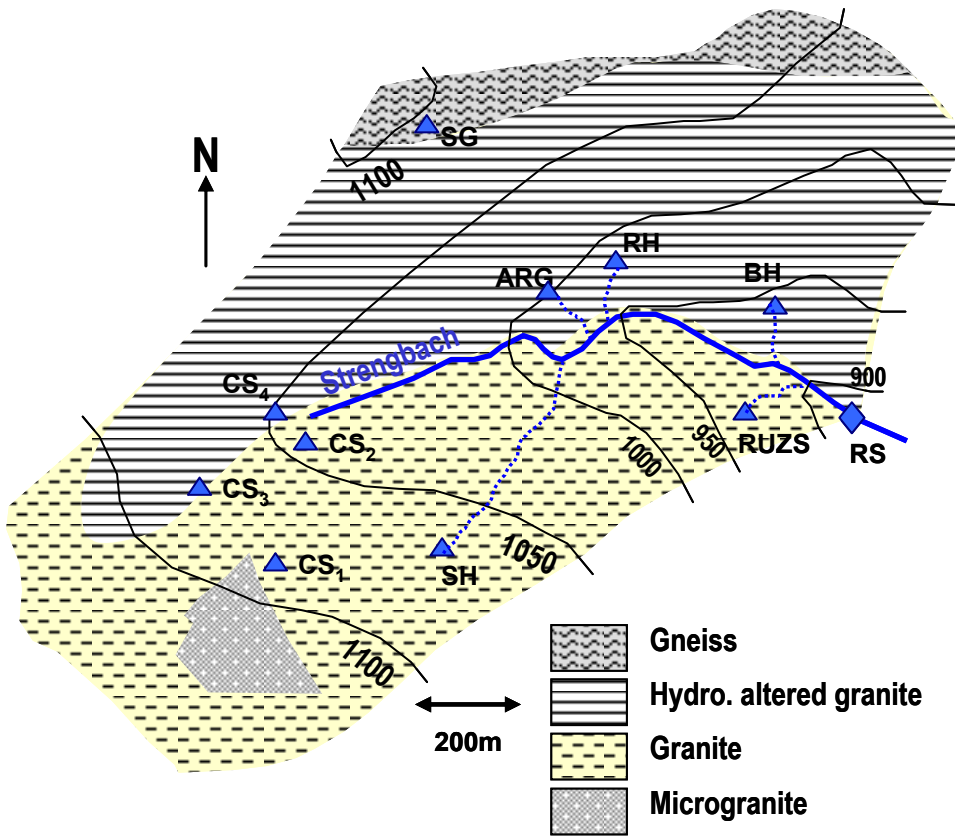 N
SG
1100
RH
ARG
BH
Strengbach
CS₄
900
CS₂
950
RUZS
RS
1000
CS₃
1050
CS₁
SH
1100
Gneiss
Hydro. altered granite
200m
Granite
Microgranite